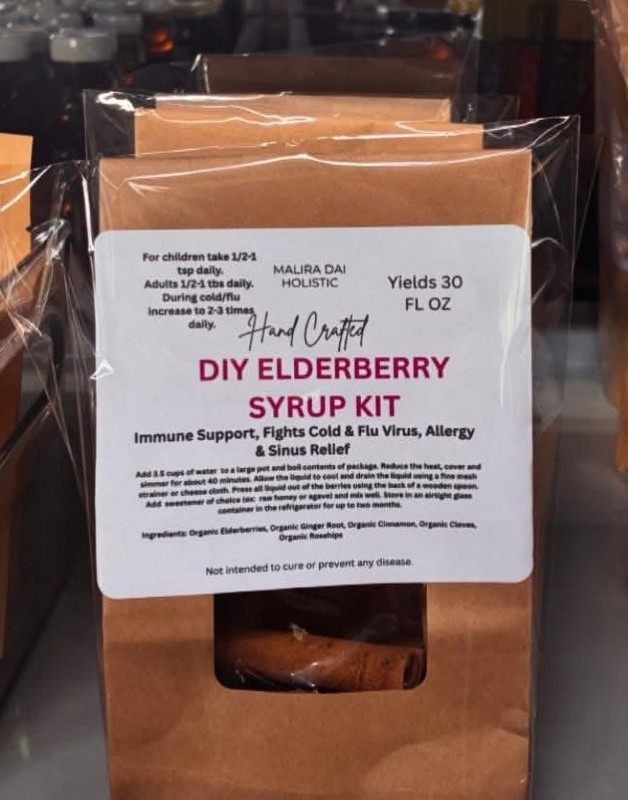 For children take 1/2-1
tsp daily.
Adults 1/2-1 tbs daily.
During cold/flu
increase to 2-3 times
daily.
MALIRA DAI
HOLISTIC
Yields 30
FL OZ
Hand Crafted
DIY ELDERBERRY
SYRUP KIT
Immune Support, Fights Cold & Flu Virus, Allergy
& Sinus Relief
Add 3.5 cups of water to a large pot and boil contents of package. Reduce the heat, cover and
simmer for about 40 minutes. Allow the liquid to cool and drain the liquid using a fine mesh
strainer or cheese cloth. Press all liquid out of the berries using the back of a wooden spoon.
Add sweetener of choice (ex: raw honey or agave) and mix well. Store in an airtight glass
container in the refrigerator for up to two months.
Ingredients: Organic Elderberries, Organic Ginger Root, Organic Cinnamon, Organic Cloves,
Organic Rosehips
Not intended to cure or prevent any disease.